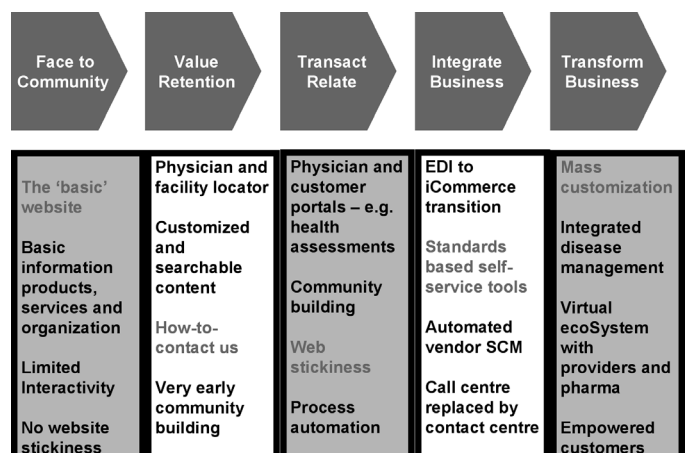 Face to
Community
Value
Retention
Transact
Relate
Integrate
Business
Transform
Business
The ‘basic’
website
Basic
information
products,
services and
organization
Limited
Interactivity
No website
stickiness
Physician and
facility locator
Customized
and
searchable
content
How-to-
contact us
Very early
community
building
Physician and
customer
portals – e.g.
health
assessments
Community
building
Web
stickiness
Process
automation
EDI to
iCommerce
transition
Standards
based self-
service tools
Automated
vendor SCM
Call centre
replaced by
contact centre
Mass
customization
Integrated
disease
management
Virtual
ecoSystem
with
providers and
pharma
Empowered
customers